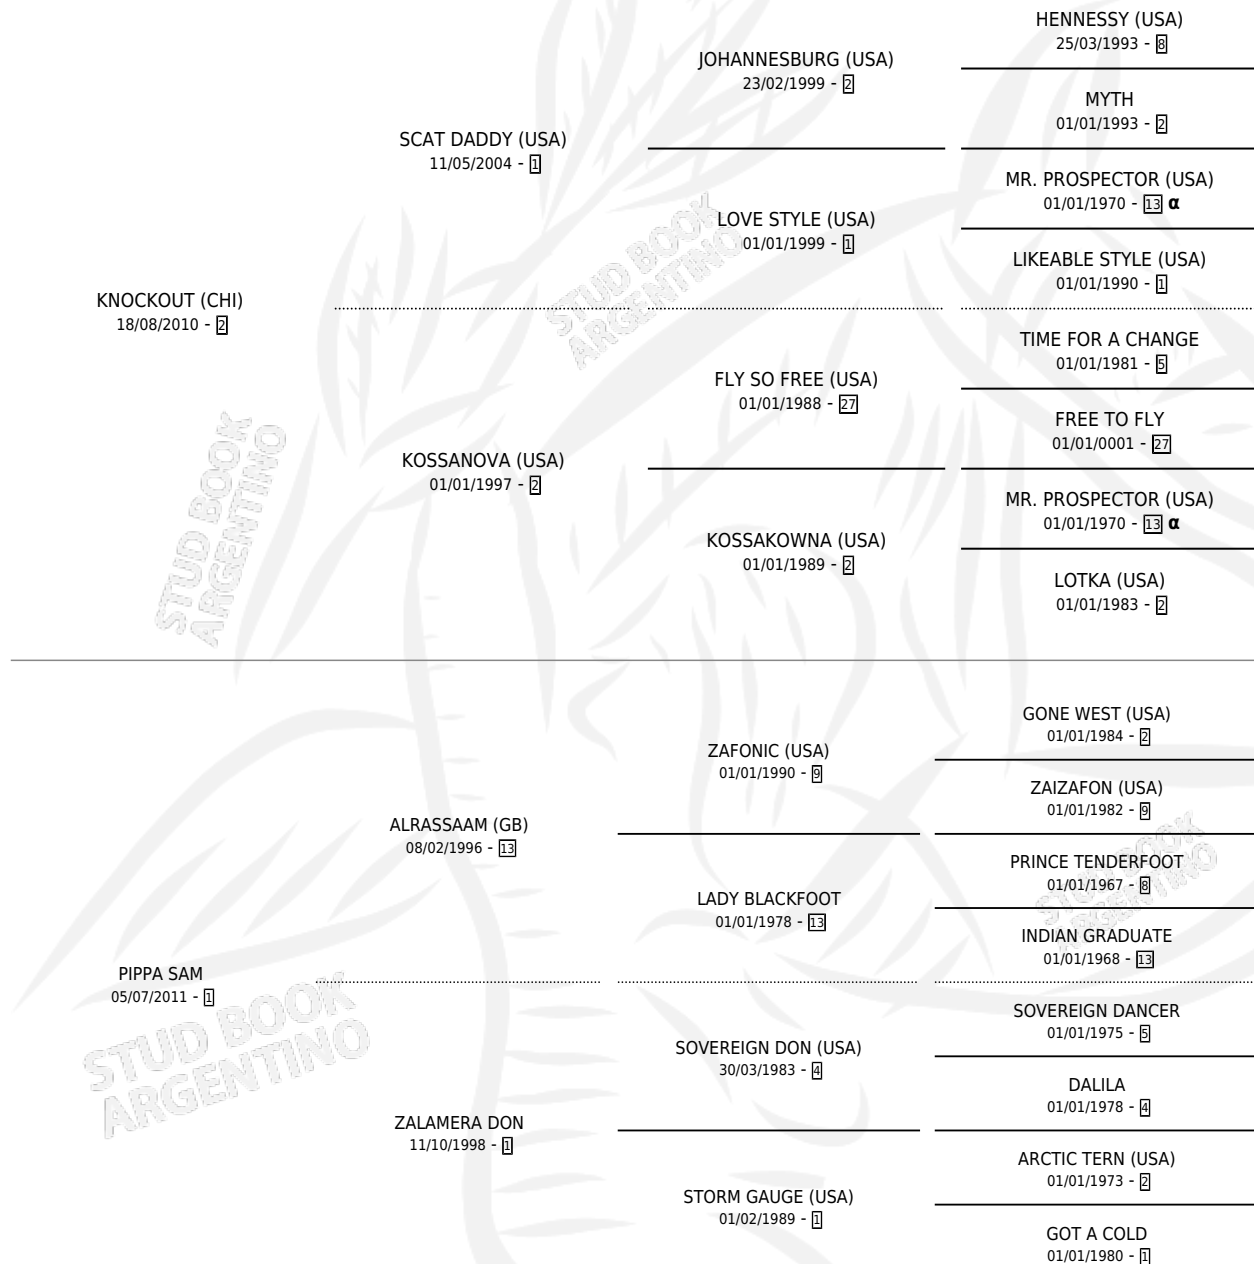 HENNESSY (USA)
25/03/1993 - 8
JOHANNESBURG (USA)
23/02/1999 - 2
MYTH
01/01/1993 - 2
SCAT DADDY (USA)
11/05/2004 - 1
MR. PROSPECTOR (USA)
01/01/1970 - 13 α
LOVE STYLE (USA)
01/01/1999 - 1
LIKEABLE STYLE (USA)
01/01/1990 - 1
KNOCKOUT (CHI)
18/08/2010 - 2
TIME FOR A CHANGE
01/01/1981 - 5
FLY SO FREE (USA)
01/01/1988 - 27
FREE TO FLY
01/01/0001 - 27
KOSSANOVA (USA)
01/01/1997 - 2
MR. PROSPECTOR (USA)
01/01/1970 - 13 α
KOSSAKOWNA (USA)
01/01/1989 - 2
LOTKA (USA)
01/01/1983 - 2
GONE WEST (USA)
01/01/1984 - 2
ZAFONIC (USA)
01/01/1990 - 9
ZAIZAFON (USA)
01/01/1982 - 9
ALRASSAAM (GB)
08/02/1996 - 13
PRINCE TENDERFOOT
01/01/1967 - 8
LADY BLACKFOOT
01/01/1978 - 13
INDIAN GRADUATE
01/01/1968 - 13
PIPPA SAM
05/07/2011 - 1
SOVEREIGN DANCER
01/01/1975 - 5
SOVEREIGN DON (USA)
30/03/1983 - 4
DALILA
01/01/1978 - 4
ZALAMERA DON
11/10/1998 - 1
ARCTIC TERN (USA)
01/01/1973 - 2
STORM GAUGE (USA)
01/02/1989 - 1
GOT A COLD
01/01/1980 - 1
STUD BOOK
ARGENTINO
STUD BOOK
ARGENTINO
STUD BOOK
ARGENTINO
STUD BOOK
ARGENTINO